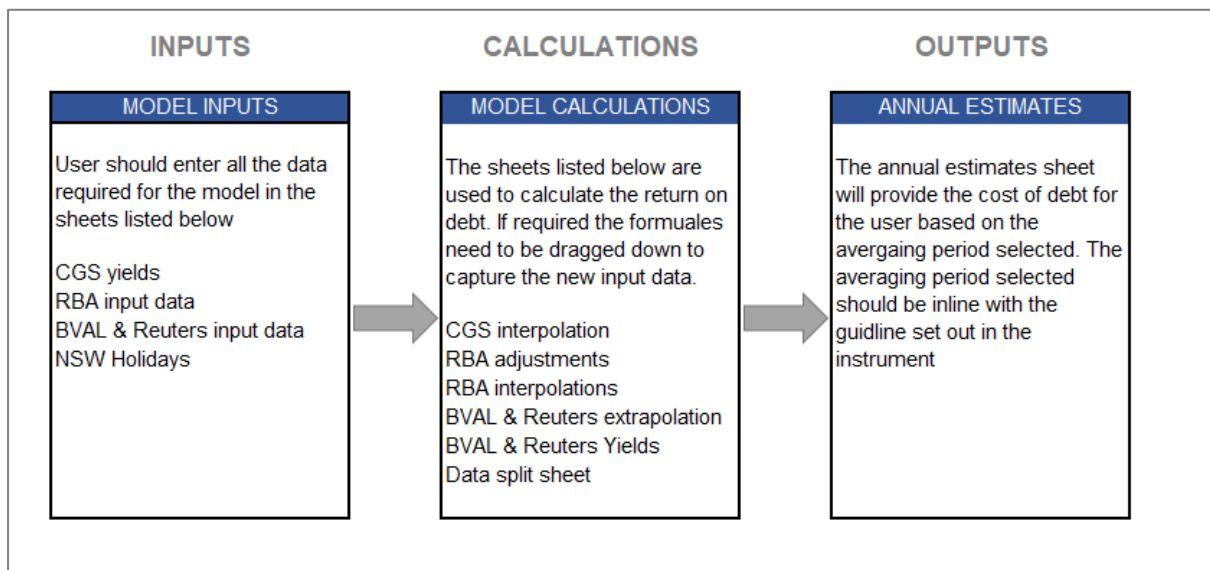 INPUTS
CALCULATIONS
OUTPUTS
MODEL INPUTS
User should enter all the data
required for the model in the
sheets listed below
CGS yields
RBA input data
BVAL & Reuters input data
NSW Holidays
MODEL CALCULATIONS
The sheets listed below are
used to calculate the return on
debt. If required the formuales
need to be dragged down to
capture the new input data.
CGS interpolation
RBA adjustments
RBA interpolations
BVAL & Reuters extrapolation
BVAL & Reuters Yields
Data split sheet
ANNUAL ESTIMATES
The annual estimates sheet
will provide the cost of debt for
the user based on the
avergaing period selected. The
averaging period selected
should be inline with the
guidline set out in the
instrument